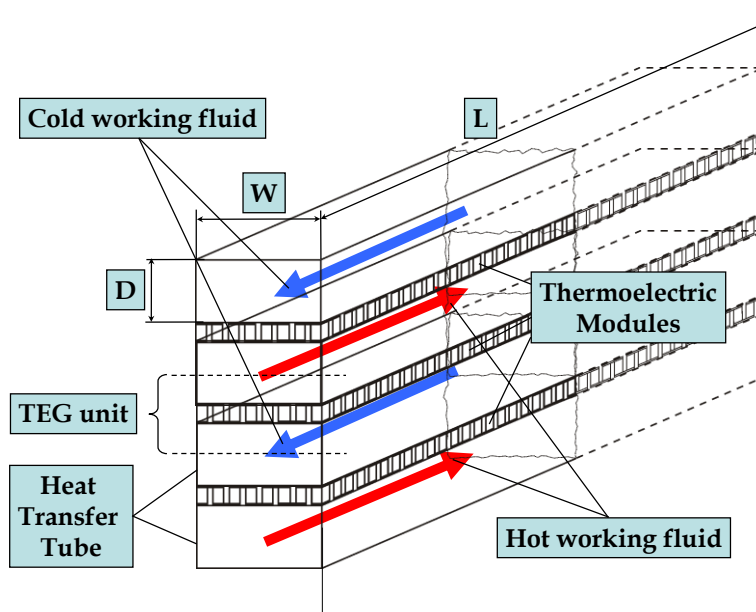 Cold working fluid
L
W
D
Thermoelectric
Modules
TEG unit
Heat
Transfer
Tube
Hot working fluid